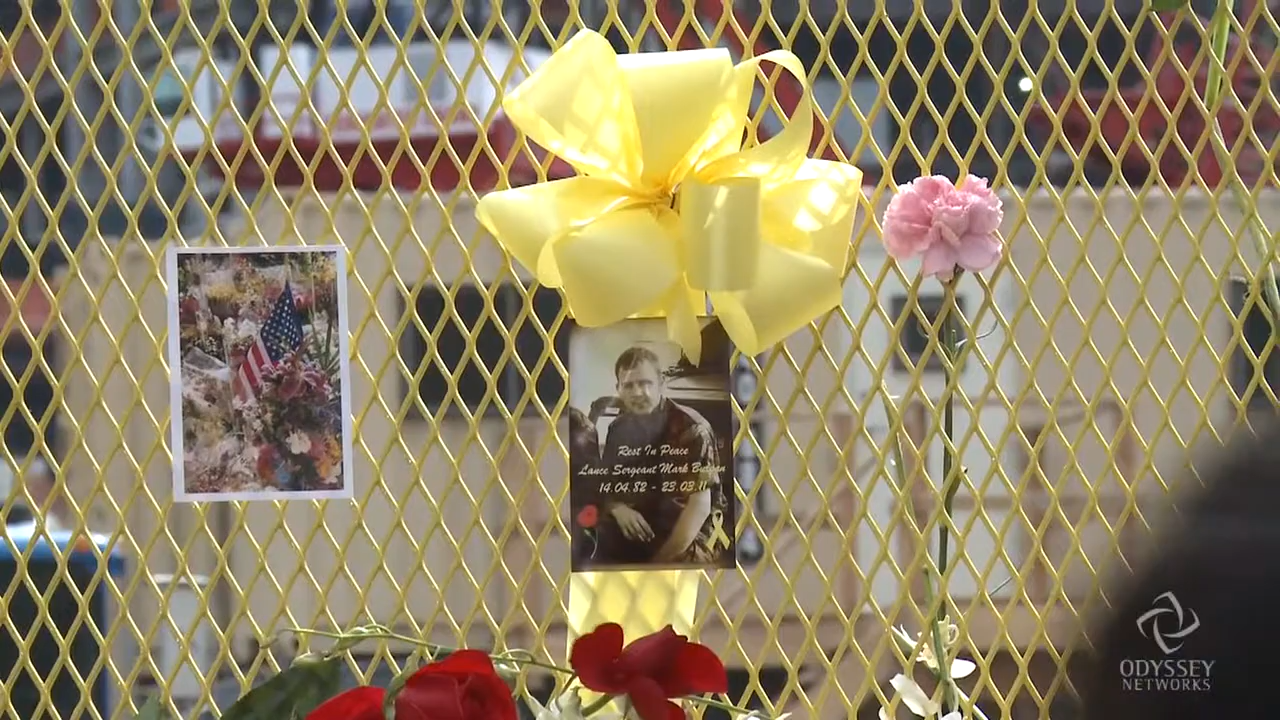 Rest In Peace
Lance Sergeant Mark Burgan
14.04.82 - 23.03.11
ODYSSEY
NETWORKS